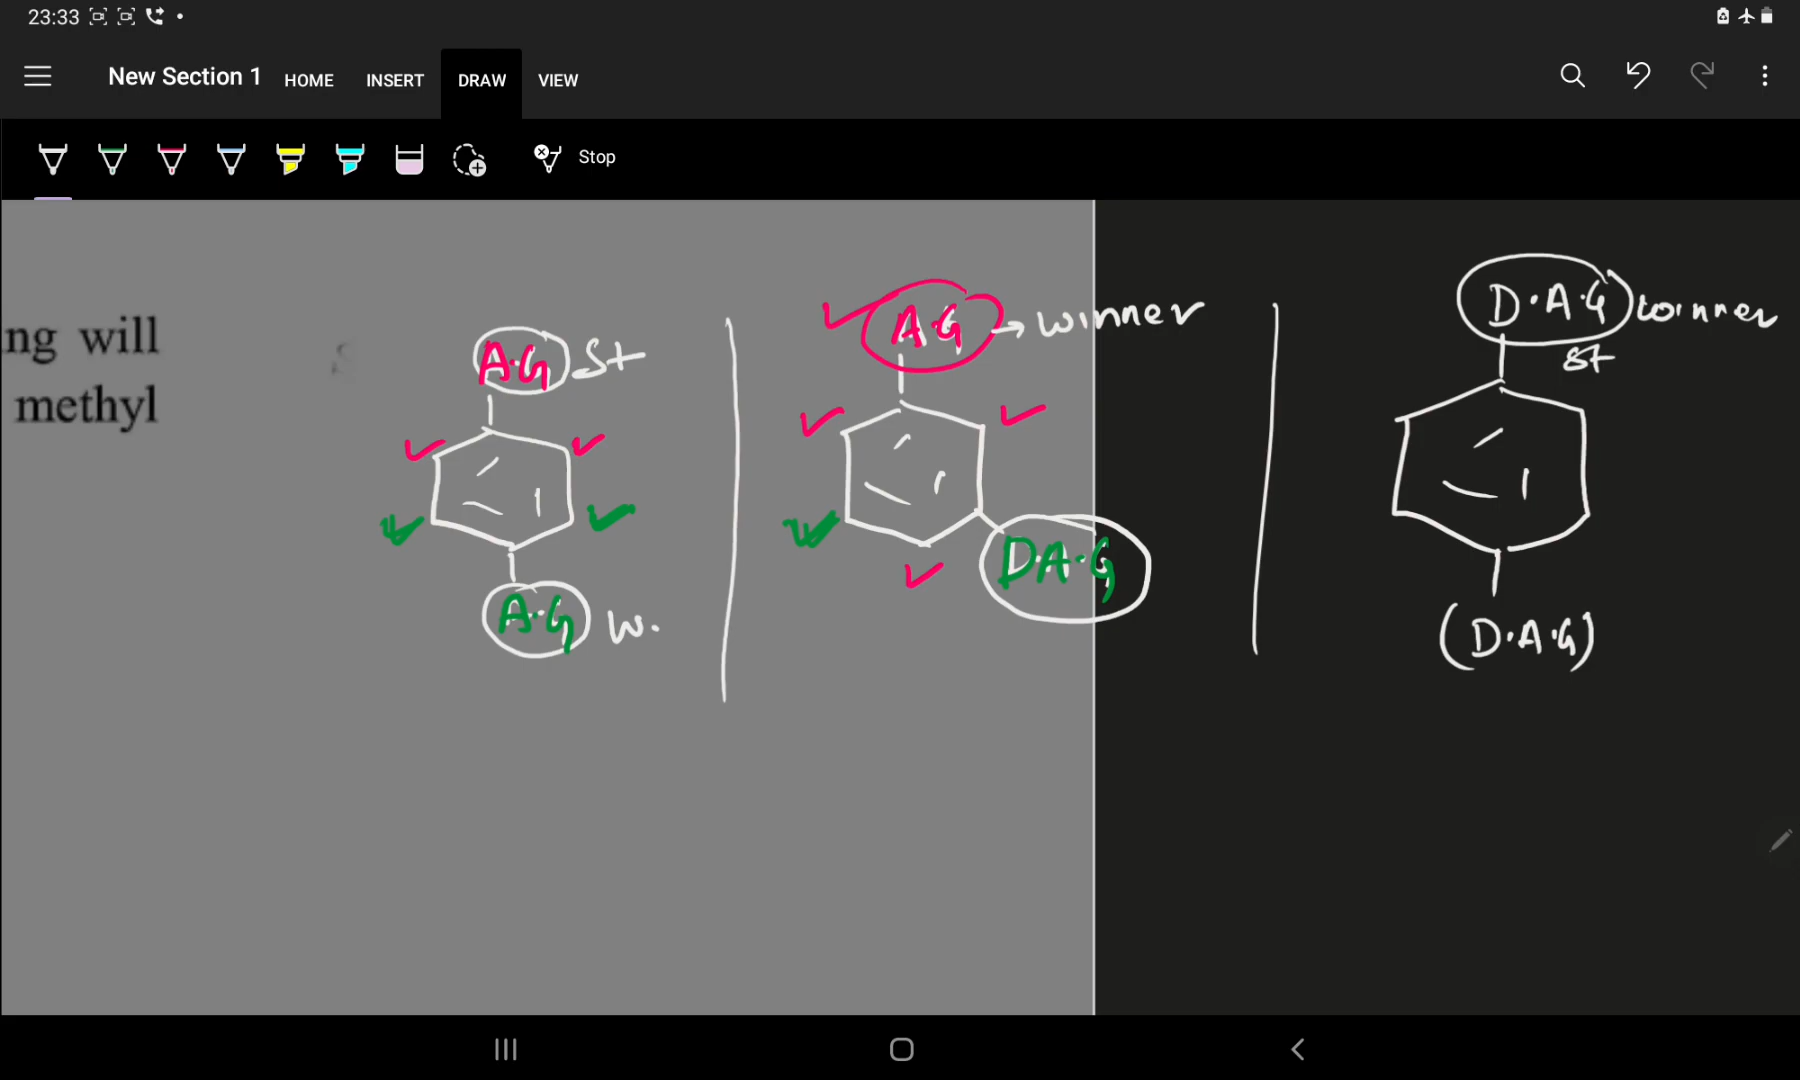 23:33
New Section 1 HOME INSERT DRAW VIEW
Stop
ng will
methyl
A.G St
A.G W.
A.G → winner
DA.G
D.A.G winner
st
(D.A.G)